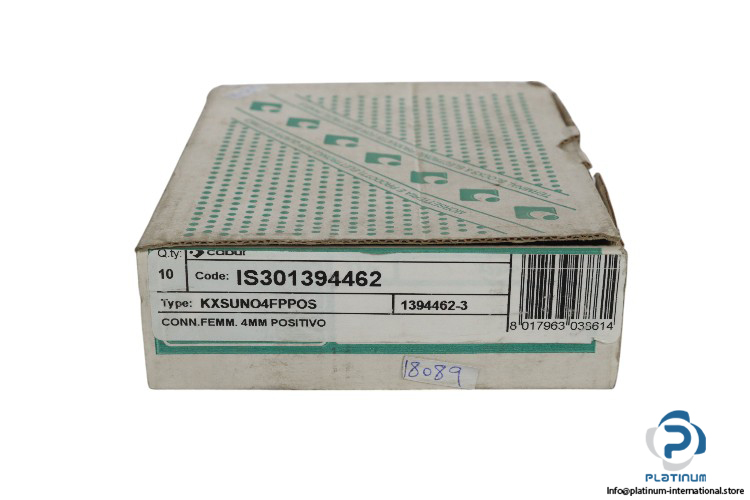 Q.ty:
cabur
10
Code: IS301394462
Type: KXSUNO4FPPOS
1394462-3
CONN.FEMM. 4MM POSITIVO
8 017963 038614
18089
PLATINUM
Info@platinum-international.store